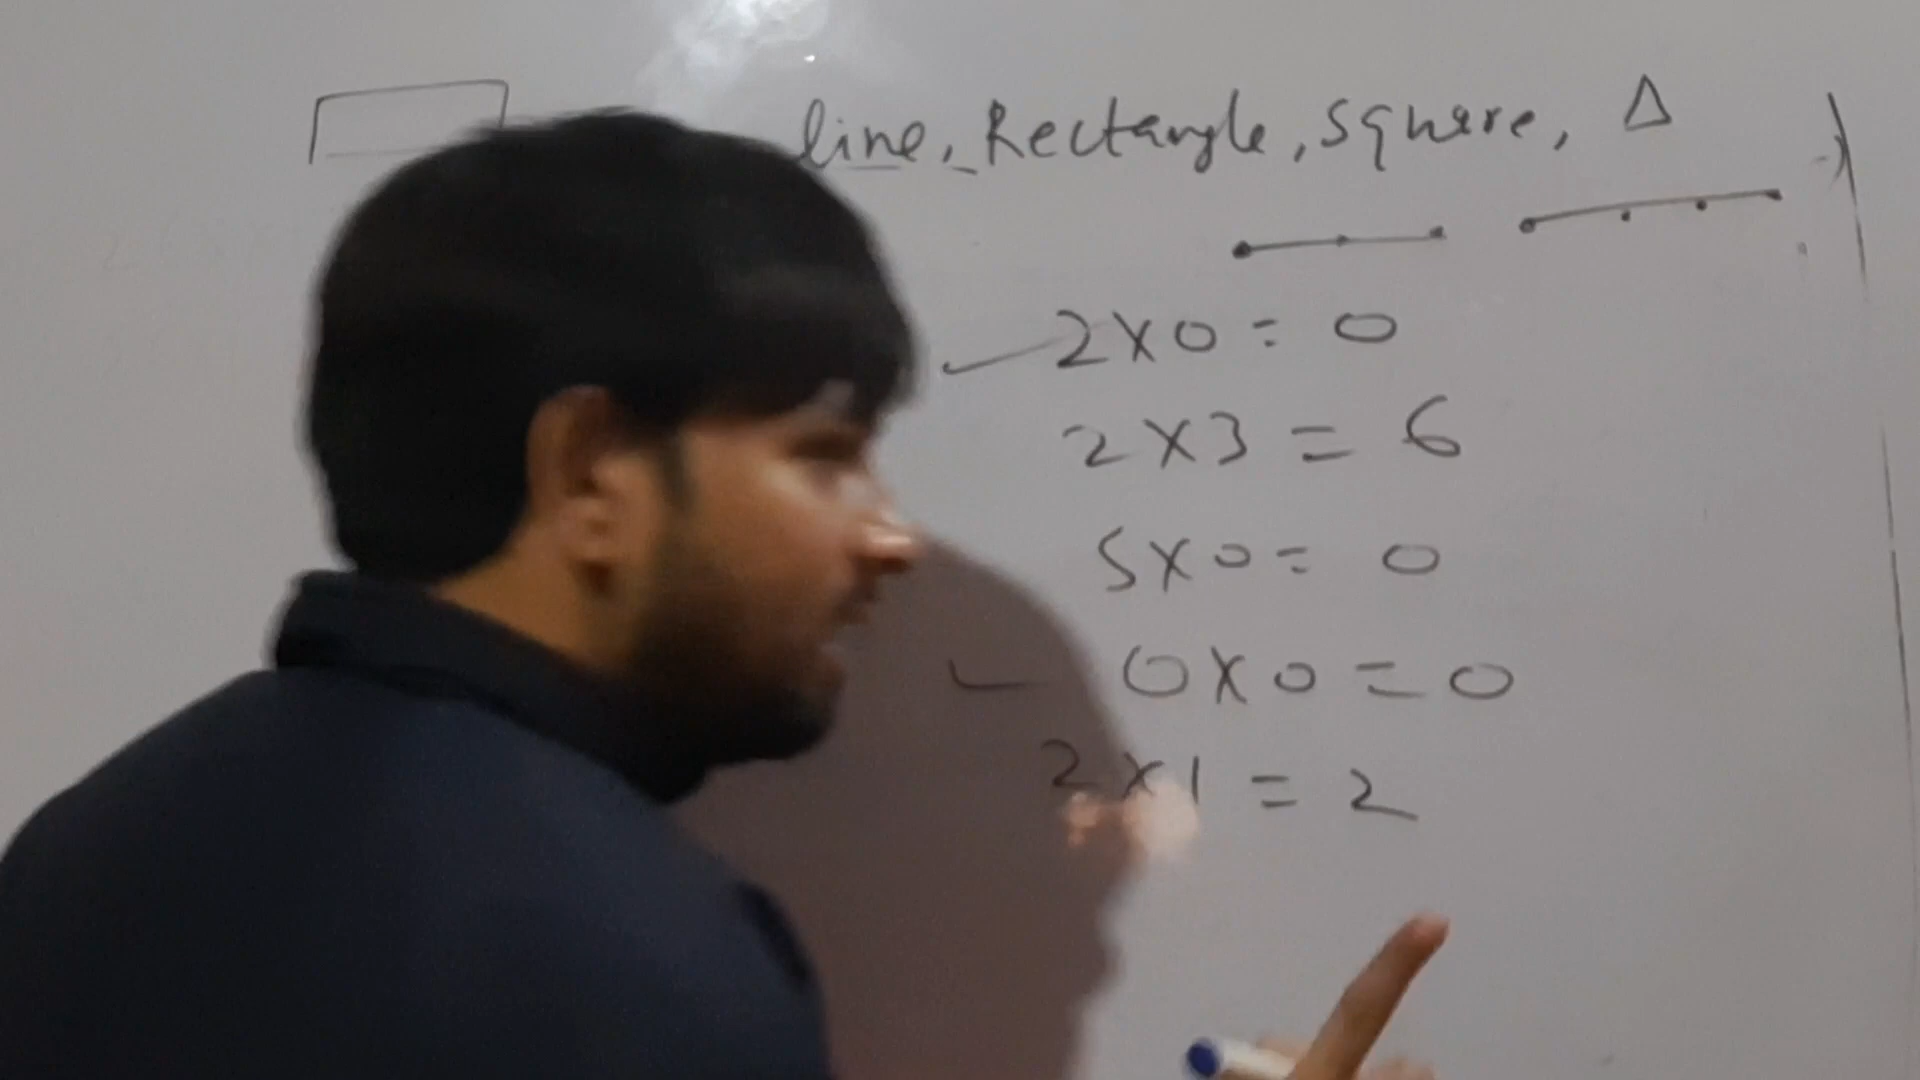 line, Rectangle, square, Δ
2 X 0 = 0
2 X 3 = 6
5 X 0 = 0
0 X 0 = 0
2 X 1 = 2